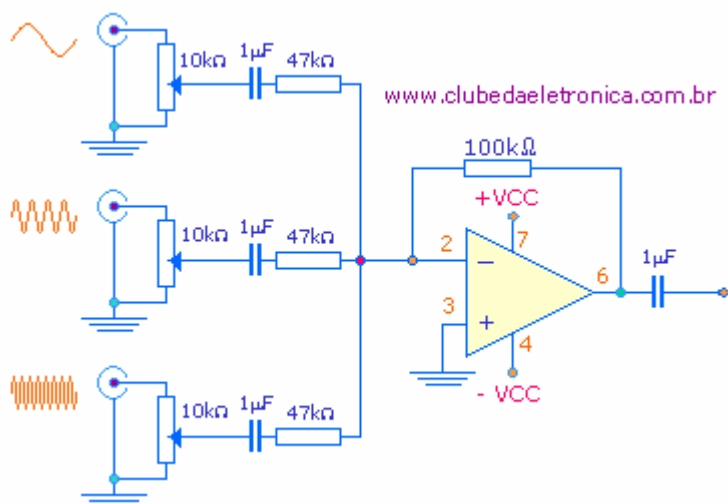 10kΩ 1µF 47kΩ
www.clubedaeletronica.com.br
100kΩ
+VCC
10kΩ 1µF 47kΩ
2
7
−
6
1µF
3
+
4
- VCC
10kΩ 1µF 47kΩ